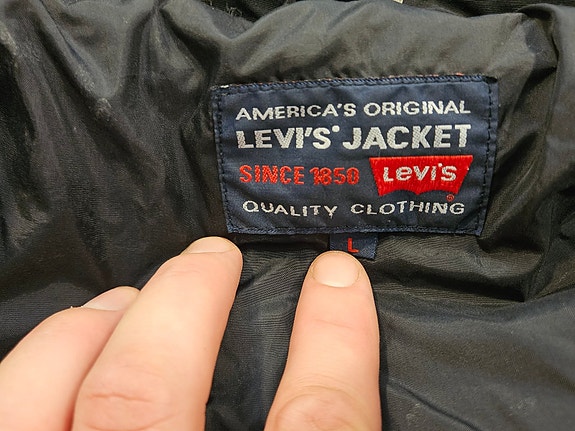 AMERICA'S ORIGINAL
LEVI'S® JACKET
SINCE 1850 Levi's®
QUALITY CLOTHING
L